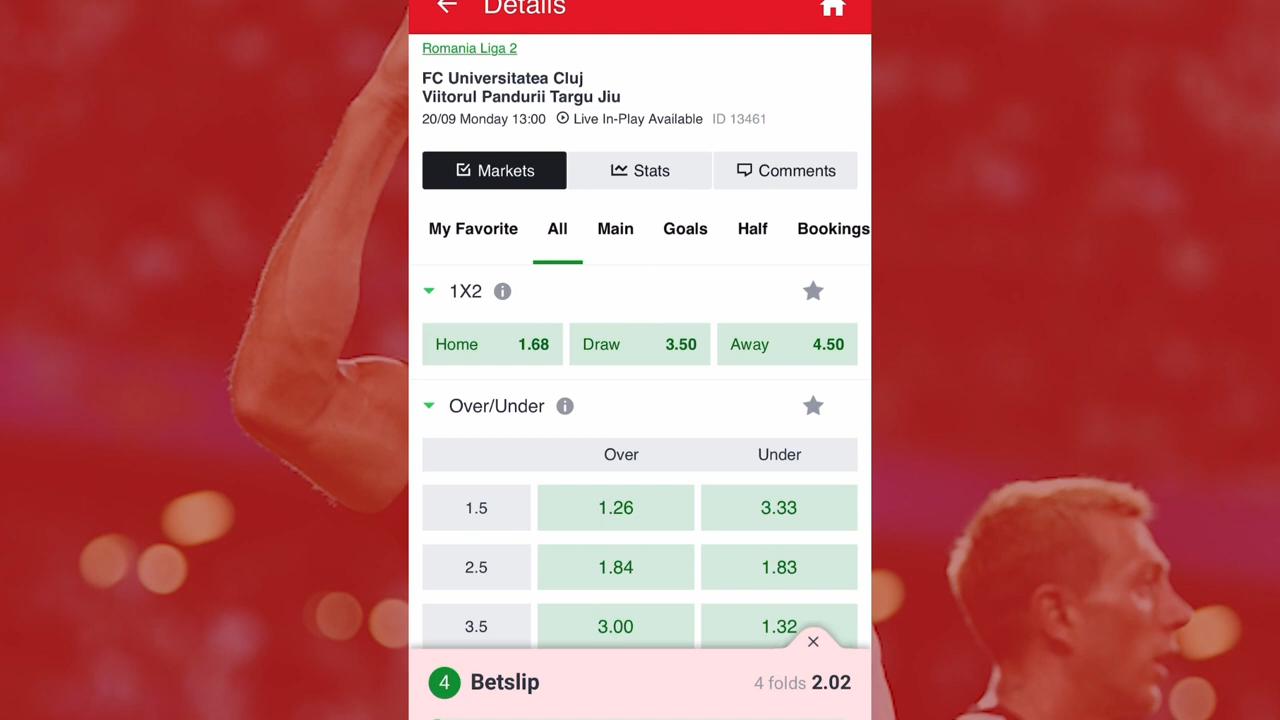 Details
Romania Liga 2
FC Universitatea Cluj
Viitorul Pandurii Targu Jiu
20/09 Monday 13:00 Live In-Play Available ID 13461
Markets Stats Comments
My Favorite All Main Goals Half Bookings
1X2
Home 1.68 Draw 3.50 Away 4.50
Over/Under
Over Under
1.5 1.26 3.33
2.5 1.84 1.83
3.5 3.00 1.32
4 Betslip 4 folds 2.02